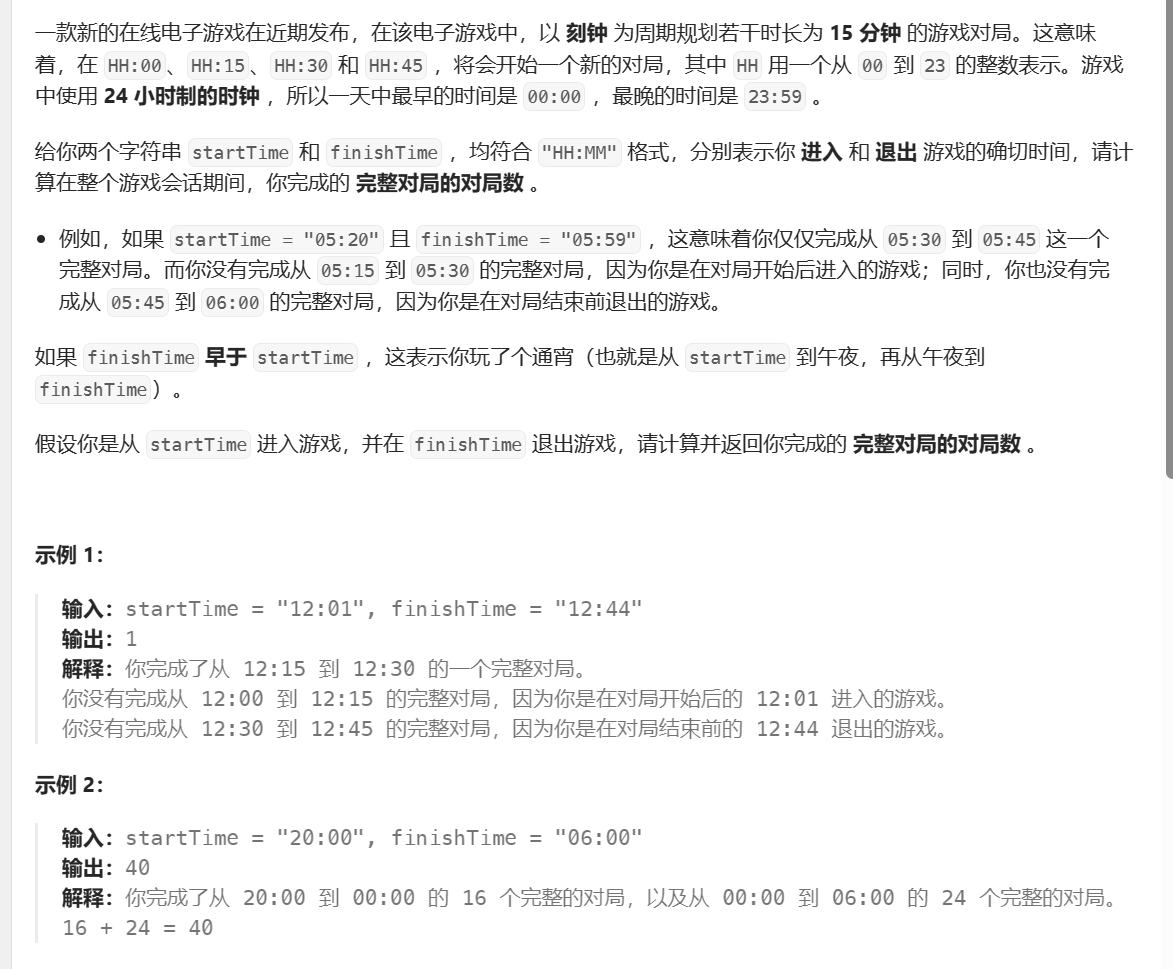 一款新的在线电子游戏在近期发布，在该电子游戏中，以 刻钟 为周期规划若干时长为 15 分钟 的游戏对局。这意味
着，在 HH:00、HH:15、HH:30 和 HH:45 ，将会开始一个新的对局，其中 HH 用一个从 00 到 23 的整数表示。游戏
中使用 24 小时制的时钟 ，所以一天中最早的时间是 00:00 ，最晚的时间是 23:59 。
给你两个字符串 startTime 和 finishTime ，均符合 "HH:MM" 格式，分别表示你 进入 和 退出 游戏的确切时间，请计
算在整个游戏会话期间，你完成的 完整对局的对局数 。
• 例如，如果 startTime = "05:20" 且 finishTime = "05:59" ，这意味着你仅仅完成从 05:30 到 05:45 这一个
完整对局。而你没有完成从 05:15 到 05:30 的完整对局，因为你是在对局开始后进入的游戏；同时，你也没有完
成从 05:45 到 06:00 的完整对局，因为你是在对局结束前退出的游戏。
如果 finishTime 早于 startTime ，这表示你玩了个通宵（也就是从 startTime 到午夜，再从午夜到
finishTime）。
假设你是从 startTime 进入游戏，并在 finishTime 退出游戏，请计算并返回你完成的 完整对局的对局数 。
示例 1：
输入：startTime = "12:01", finishTime = "12:44"
输出：1
解释：你完成了从 12:15 到 12:30 的一个完整对局。
你没有完成从 12:00 到 12:15 的完整对局，因为你是在对局开始后的 12:01 进入的游戏。
你没有完成从 12:30 到 12:45 的完整对局，因为你是在对局结束前的 12:44 退出的游戏。
示例 2：
输入：startTime = "20:00", finishTime = "06:00"
输出：40
解释：你完成了从 20:00 到 00:00 的 16 个完整的对局，以及从 00:00 到 06:00 的 24 个完整的对局。
16 + 24 = 40